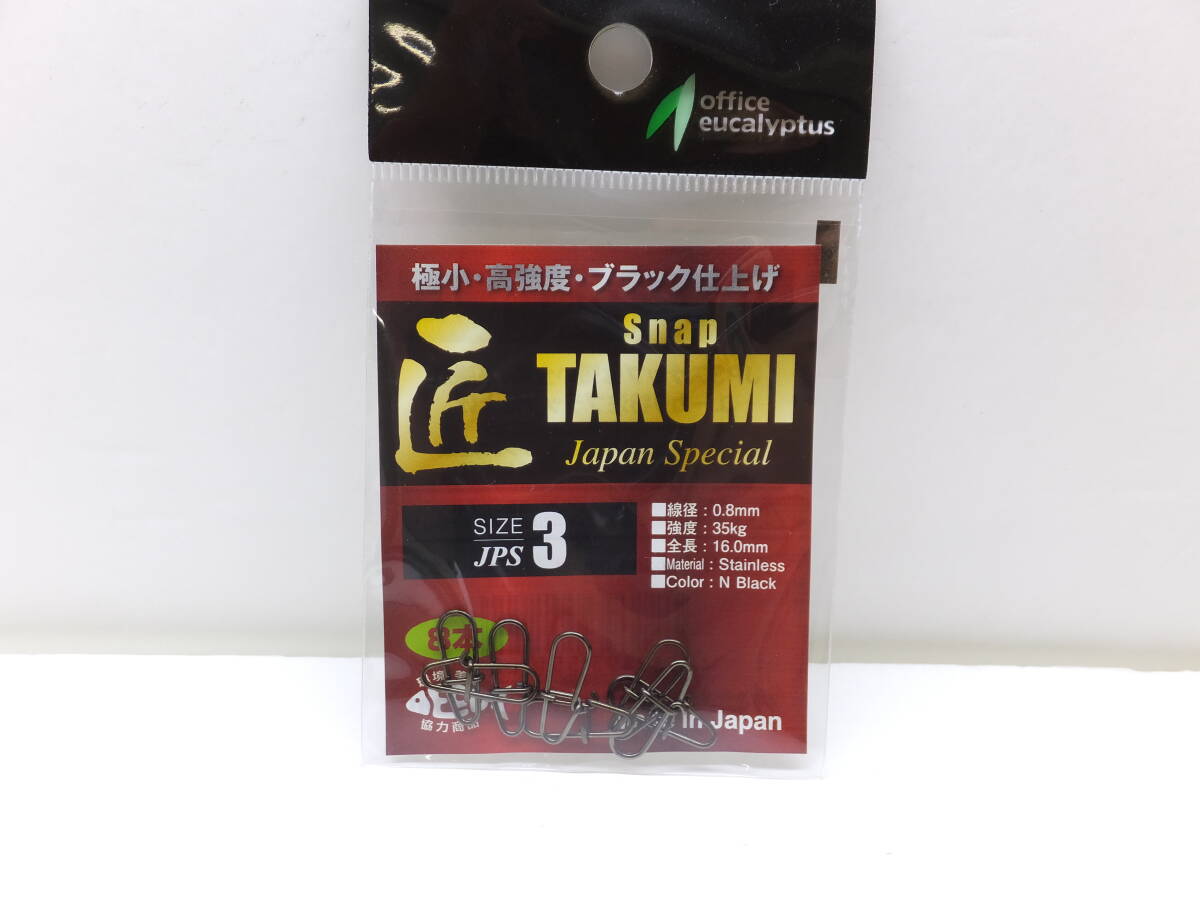 office
eucalyptus
極小・高強度・ブラック仕上げ
匠
Snap
TAKUMI
Japan Special
SIZE
JPS 3
■線径 : 0.8mm
■強度 : 35kg
■全長 : 16.0mm
■Material : Stainless
■Color : N Black
8本
協力商品
in Japan